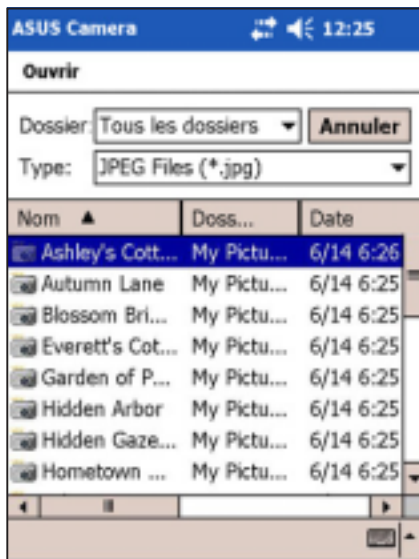 ASUS Camera 12:25
Ouvrir
Dossier: Tous les dossiers Annuler
Type: JPEG Files (*.jpg)
Nom Doss... Date
Ashley's Cott... My Pictu... 6/14 6:26
Autumn Lane My Pictu... 6/14 6:25
Blossom Bri... My Pictu... 6/14 6:25
Everett's Cot... My Pictu... 6/14 6:25
Garden of P... My Pictu... 6/14 6:25
Hidden Arbor My Pictu... 6/14 6:25
Hidden Gaze... My Pictu... 6/14 6:25
Hometown ... My Pictu... 6/14 6:25